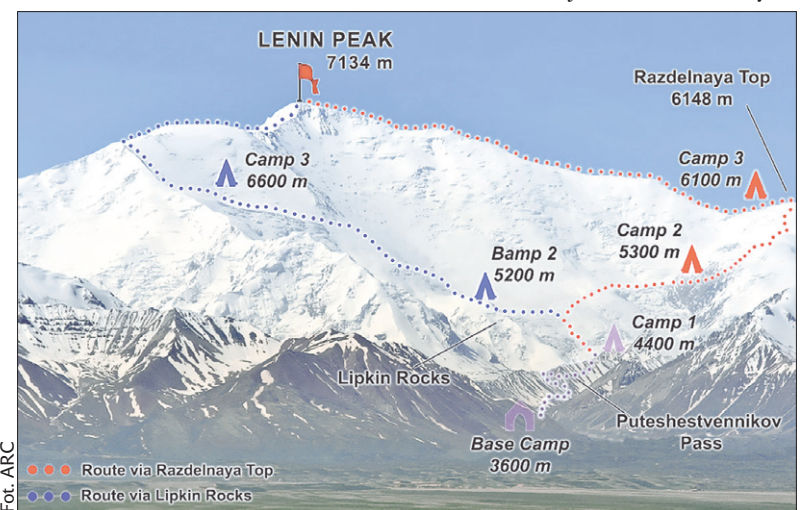 LENIN PEAK
7134 m
Razdelnaya Top
6148 m
Camp 3
6600 m
Camp 3
6100 m
Camp 2
5300 m
Bamp 2
5200 m
Camp 1
4400 m
Lipkin Rocks
Puteshestvennikov
Pass
Base Camp
3600 m
Route via Razdelnaya Top
Route via Lipkin Rocks
Fot. ARC